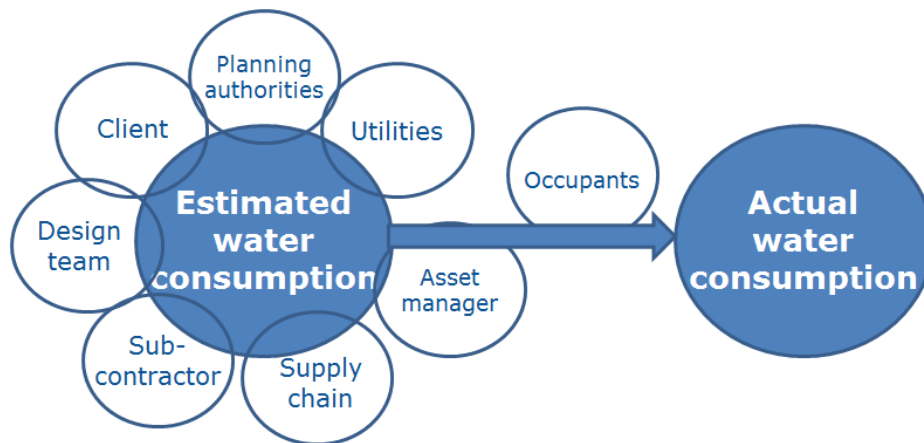 Planning
authorities
Client
Utilities
Design
team
Estimated
water
consumption
Occupants
Asset
manager
Sub-
contractor
Supply
chain
Actual
water
consumption